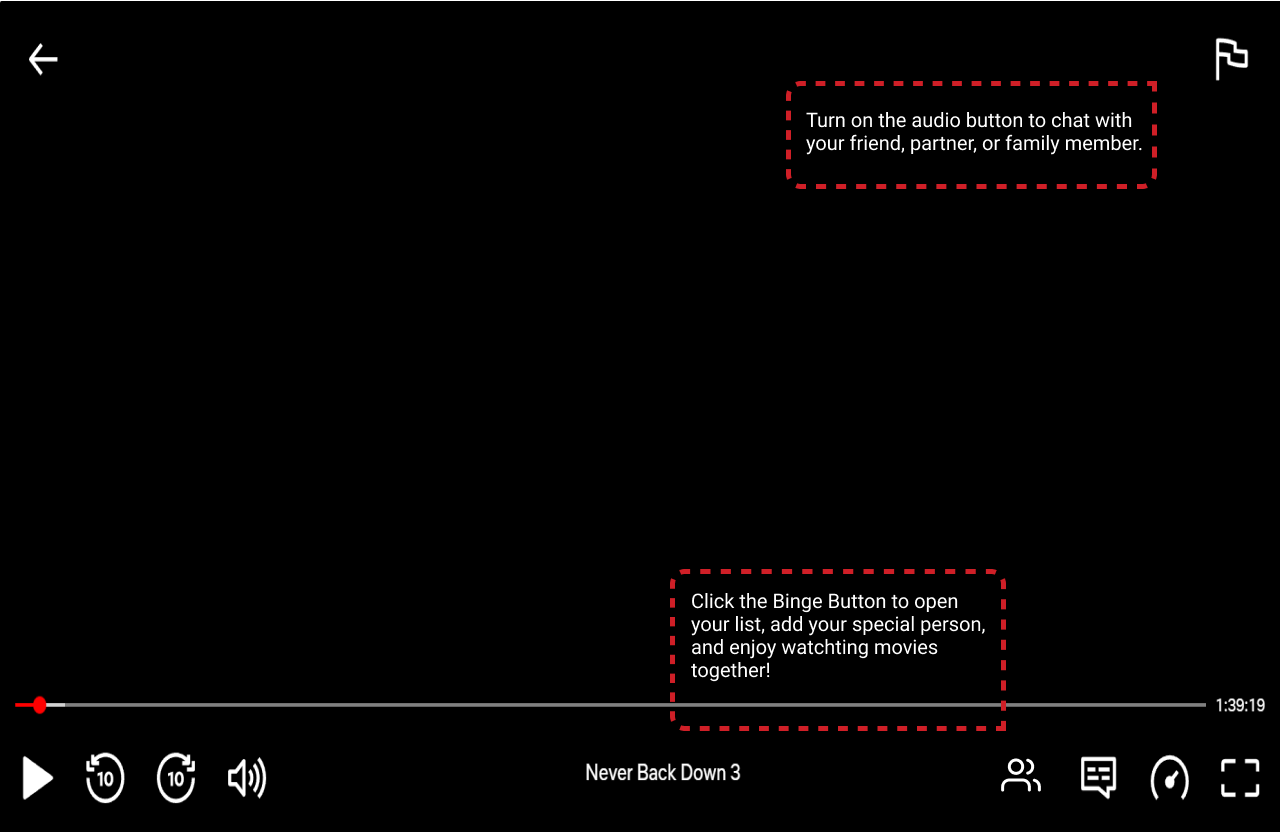 Turn on the audio button to chat with
your friend, partner, or family member.
Click the Binge Button to open
your list, add your special person,
and enjoy watchting movies
together!
1:39:19
10
10
Never Back Down 3